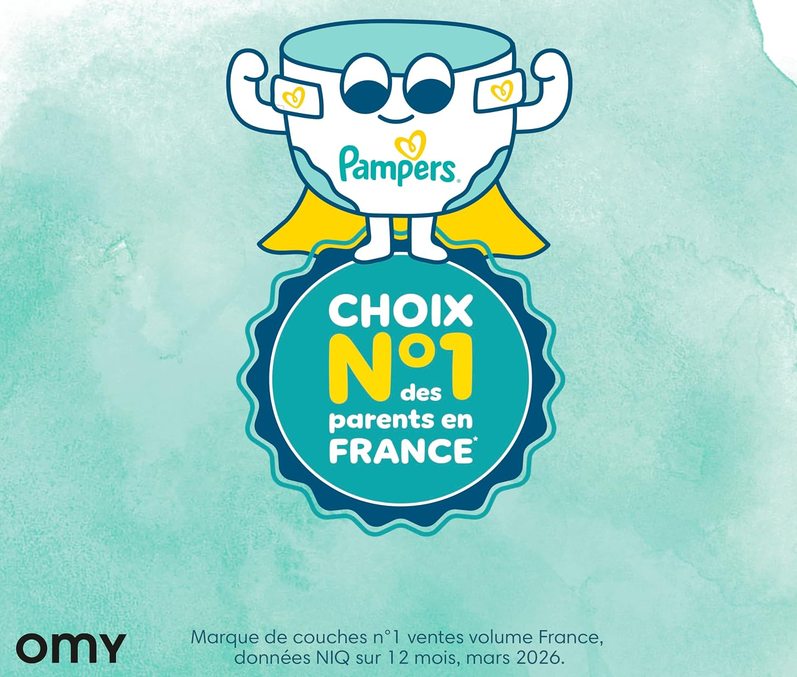 Pampers
CHOIX
N°1
des
parents en
FRANCE*
omy
Marque de couches n°1 ventes volume France,
données NIQ sur 12 mois, mars 2026.